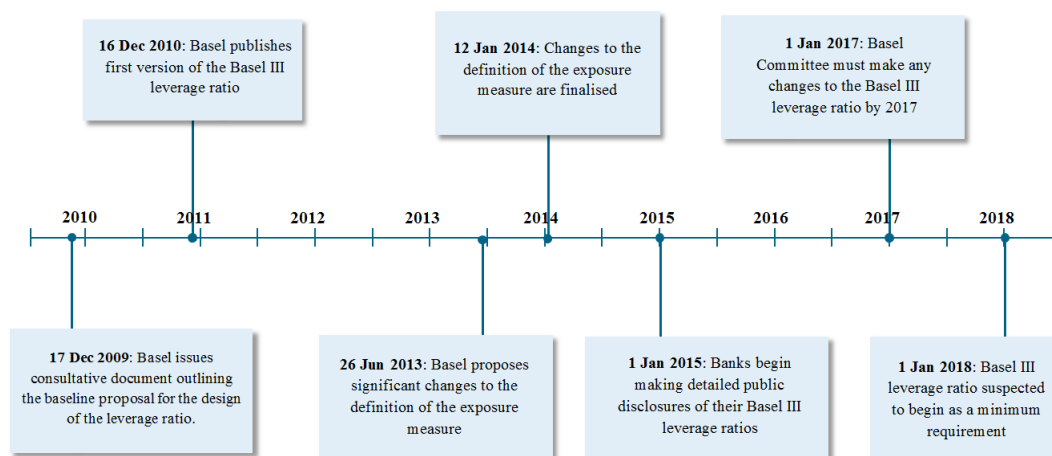 16 Dec 2010: Basel publishes
first version of the Basel III
leverage ratio
12 Jan 2014: Changes to the
definition of the exposure
measure are finalised
1 Jan 2017: Basel
Committee must make any
changes to the Basel III
leverage ratio by 2017
2010 2011 2012 2013 2014 2015 2016 2017 2018
17 Dec 2009: Basel issues
consultative document outlining
the baseline proposal for the design
of the leverage ratio.
26 Jun 2013: Basel proposes
significant changes to the
definition of the exposure
measure
1 Jan 2015: Banks begin
making detailed public
disclosures of their Basel III
leverage ratios
1 Jan 2018: Basel III
leverage ratio suspected
to begin as a minimum
requirement